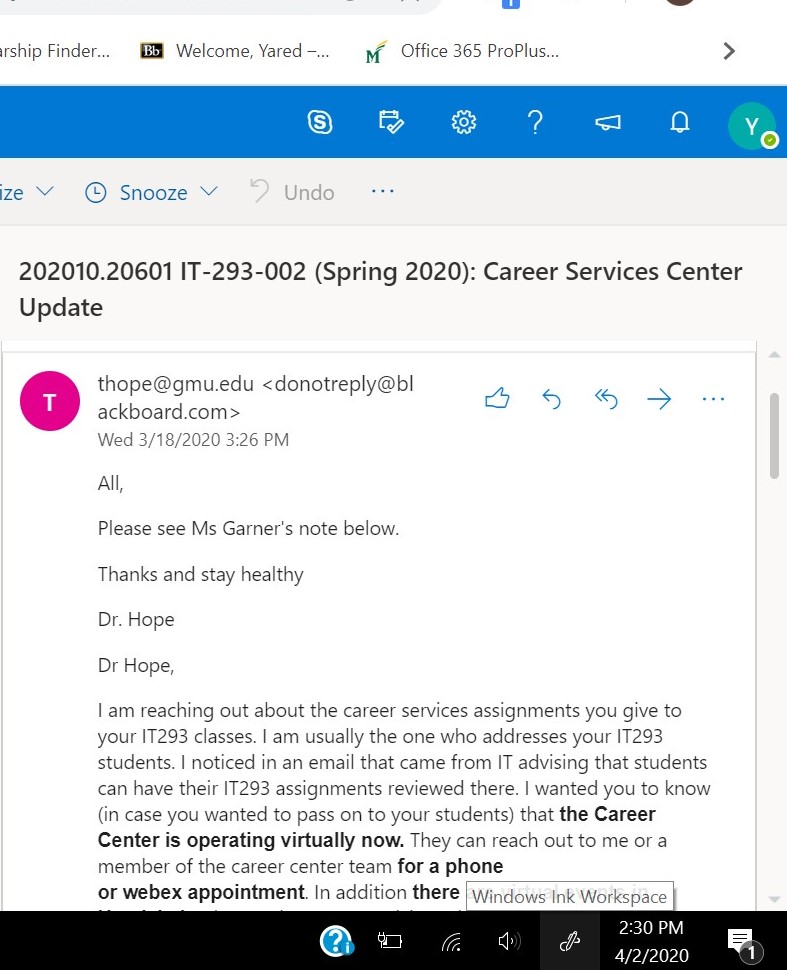 arship Finder...
Bb Welcome, Yared –...
M Office 365 ProPlus...
S
?
Y
ize
Snooze
Undo
...
202010.20601 IT-293-002 (Spring 2020): Career Services Center
Update
T
thope@gmu.edu <donotreply@bl
ackboard.com>
...
Wed 3/18/2020 3:26 PM
All,
Please see Ms Garner's note below.
Thanks and stay healthy
Dr. Hope
Dr Hope,
I am reaching out about the career services assignments you give to
your IT293 classes. I am usually the one who addresses your IT293
students. I noticed in an email that came from IT advising that students
can have their IT293 assignments reviewed there. I wanted you to know
(in case you wanted to pass on to your students) that the Career
Center is operating virtually now. They can reach out to me or a
member of the career center team for a phone
or webex appointment. In addition there are virtual events in
Windows Ink Workspace
2:30 PM
4/2/2020
1